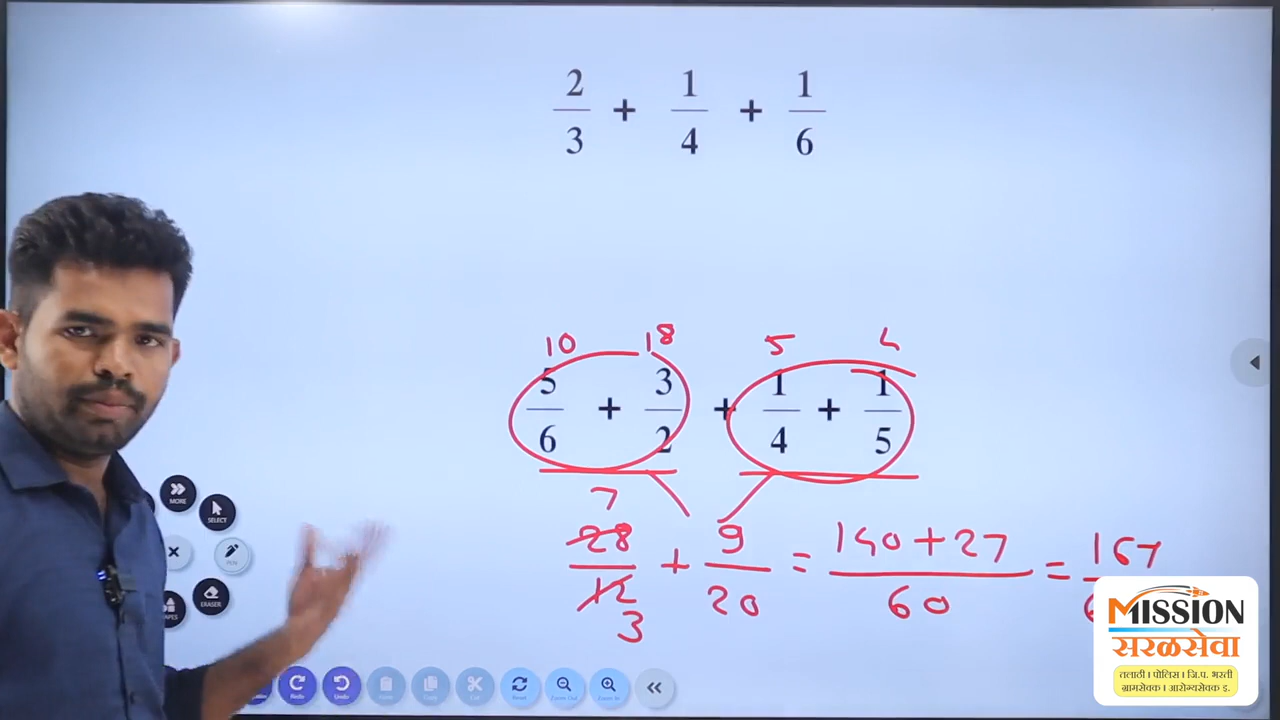 2/3 + 1/4 + 1/6
10 18 5 4
5/6 + 3/2 + 1/4 + 1/5
7
28/12 + 9/20 = 140+27/60 = 167
3
MORE
SELECT
PEN
ERASER
Redo Undo
MISSION
सरळसेवा
तलाठी । पोलिस । जि.प. भरती
ग्रामसेवक । आरोग्यसेवक इ.